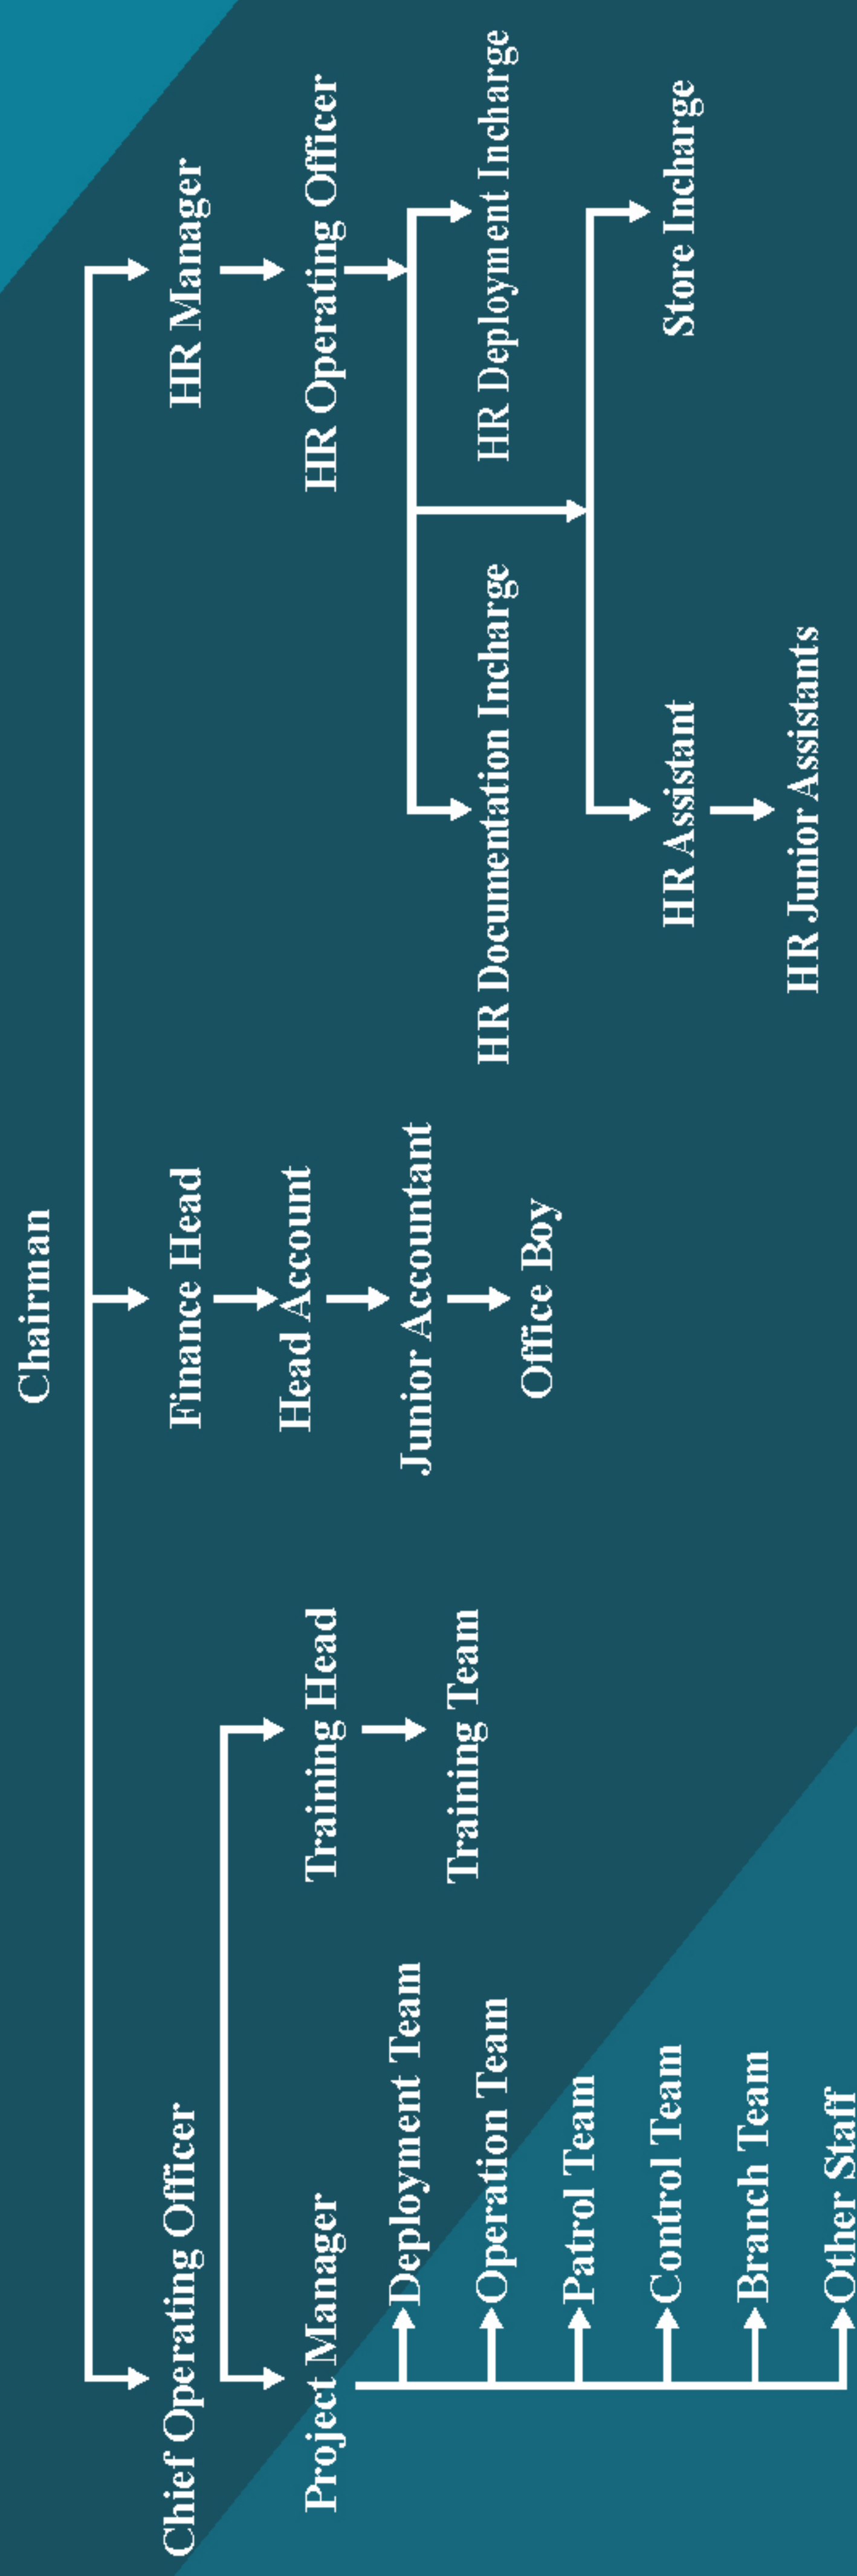 Chairman
Chief Operating Officer
Finance Head
HR Manager
Project Manager
Training Head
Head Account
HR Operating Officer
Deployment Team
Training Team
Junior Accountant
HR Documentation Incharge
HR Deployment Incharge
Operation Team
Office Boy
Patrol Team
Control Team
HR Assistant
Store Incharge
Branch Team
HR Junior Assistants
Other Staff